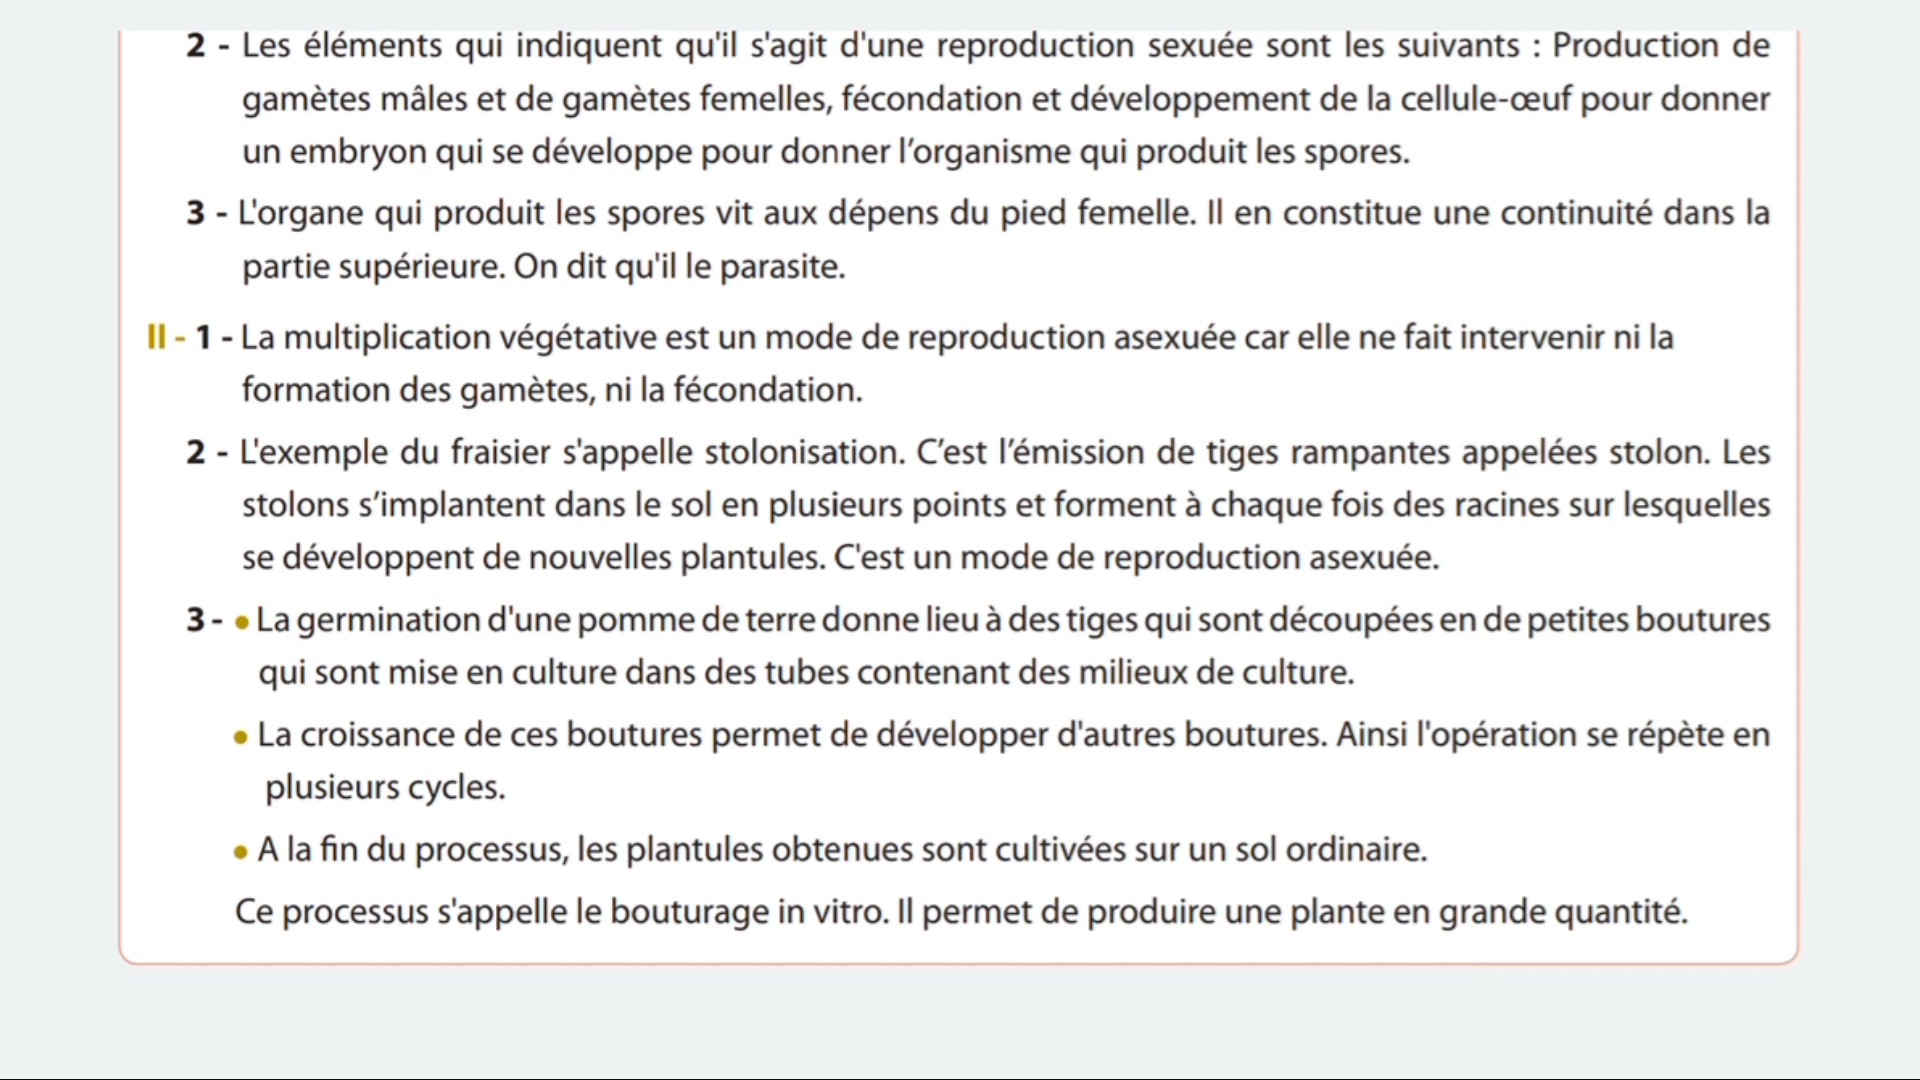 2 - Les éléments qui indiquent qu'il s'agit d'une reproduction sexuée sont les suivants : Production de
gamètes mâles et de gamètes femelles, fécondation et développement de la cellule-œuf pour donner
un embryon qui se développe pour donner l’organisme qui produit les spores.
3 - L'organe qui produit les spores vit aux dépens du pied femelle. Il en constitue une continuité dans la
partie supérieure. On dit qu'il le parasite.
II - 1 - La multiplication végétative est un mode de reproduction asexuée car elle ne fait intervenir ni la
formation des gamètes, ni la fécondation.
2 - L'exemple du fraisier s'appelle stolonisation. C’est l’émission de tiges rampantes appelées stolon. Les
stolons s’implantent dans le sol en plusieurs points et forment à chaque fois des racines sur lesquelles
se développent de nouvelles plantules. C'est un mode de reproduction asexuée.
3 - • La germination d'une pomme de terre donne lieu à des tiges qui sont découpées en de petites boutures
qui sont mise en culture dans des tubes contenant des milieux de culture.
• La croissance de ces boutures permet de développer d'autres boutures. Ainsi l'opération se répète en
plusieurs cycles.
• A la fin du processus, les plantules obtenues sont cultivées sur un sol ordinaire.
Ce processus s'appelle le bouturage in vitro. Il permet de produire une plante en grande quantité.